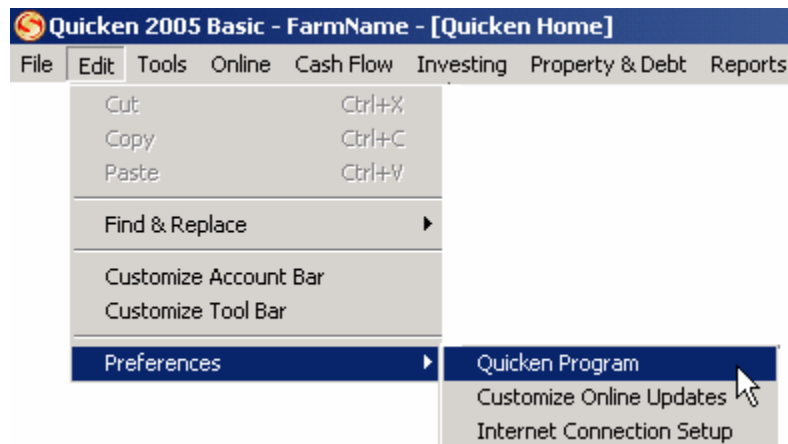 Quicken 2005 Basic - FarmName - [Quicken Home]
File Edit Tools Online Cash Flow Investing Property & Debt Reports
Cut Ctrl+X
Copy Ctrl+C
Paste Ctrl+V
Find & Replace
Customize Account Bar
Customize Tool Bar
Preferences Quicken Program
Customize Online Updates
Internet Connection Setup